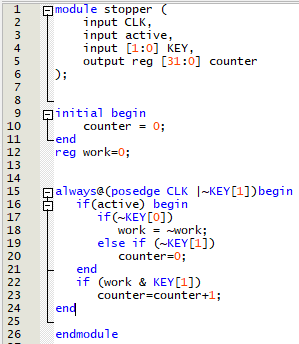 1 module stopper (
2 input CLK,
3 input active,
4 input [1:0] KEY,
5 output reg [31:0] counter
6 );
7
8
9 initial begin
10 counter = 0;
11 end
12 reg work=0;
13
14
15 always@(posedge CLK |~KEY[1])begin
16 if(active) begin
17 if(~KEY[0])
18 work = ~work;
19 else if (~KEY[1])
20 counter=0;
21 end
22 if (work & KEY[1])
23 counter=counter+1;
24 end
25
26 endmodule